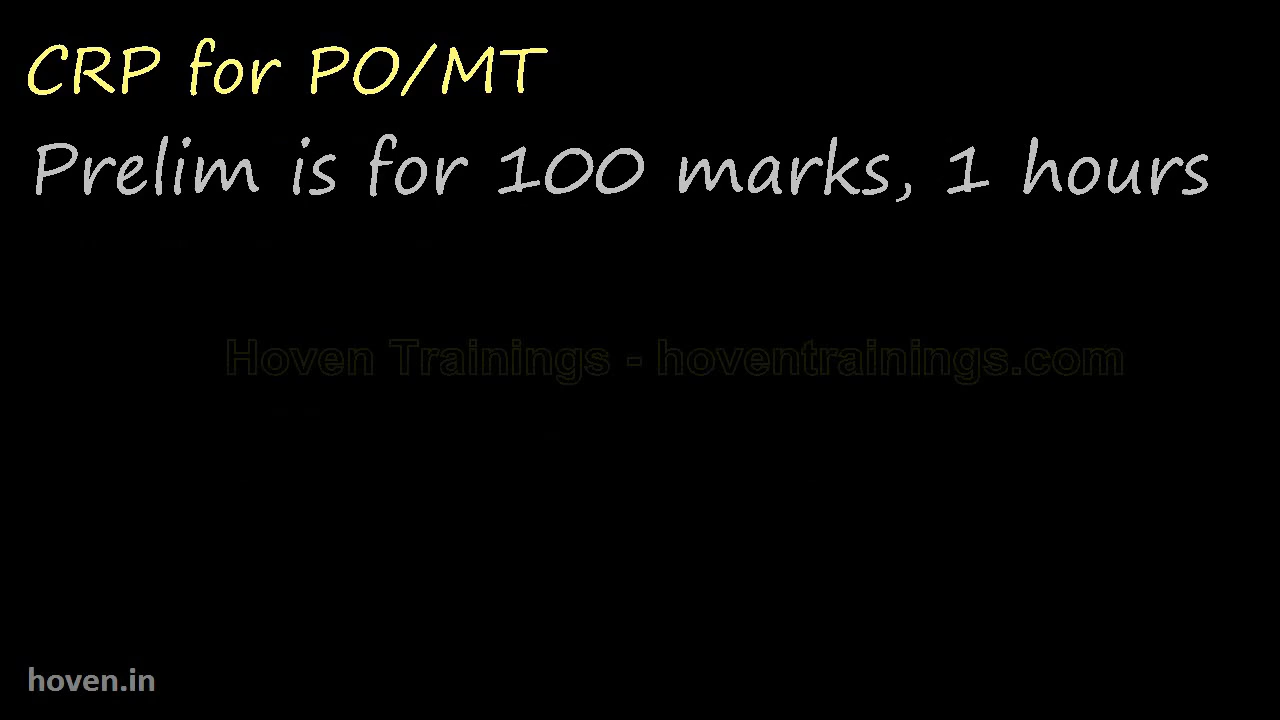 CRP for PO/MT
Prelim is for 100 marks, 1 hours
Hoven Trainings - hoventrainings.com
hoven.in